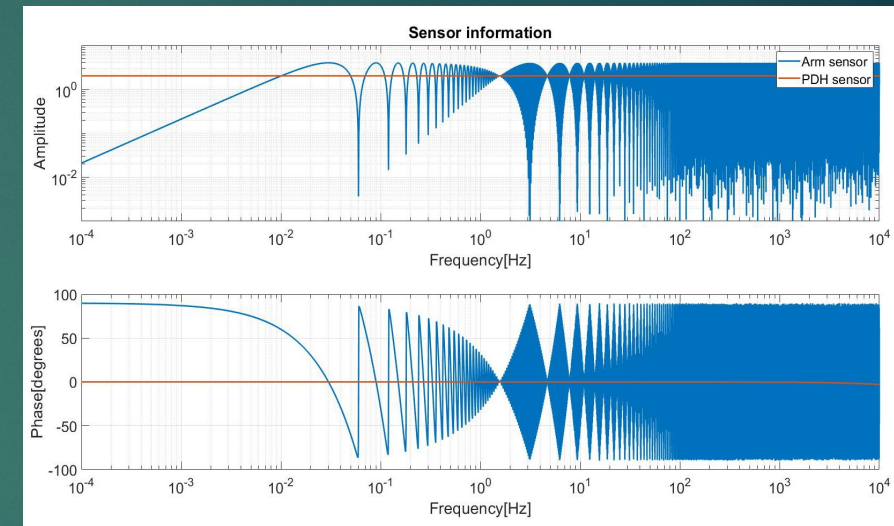 Sensor information
Arm sensor
PDH sensor
Amplitude
10^0
10^-2
10^-4 10^-3 10^-2 10^-1 10^0 10^1 10^2 10^3 10^4
Frequency[Hz]
Phase[degrees]
100
50
0
-50
-100
10^-4 10^-3 10^-2 10^-1 10^0 10^1 10^2 10^3 10^4
Frequency[Hz]